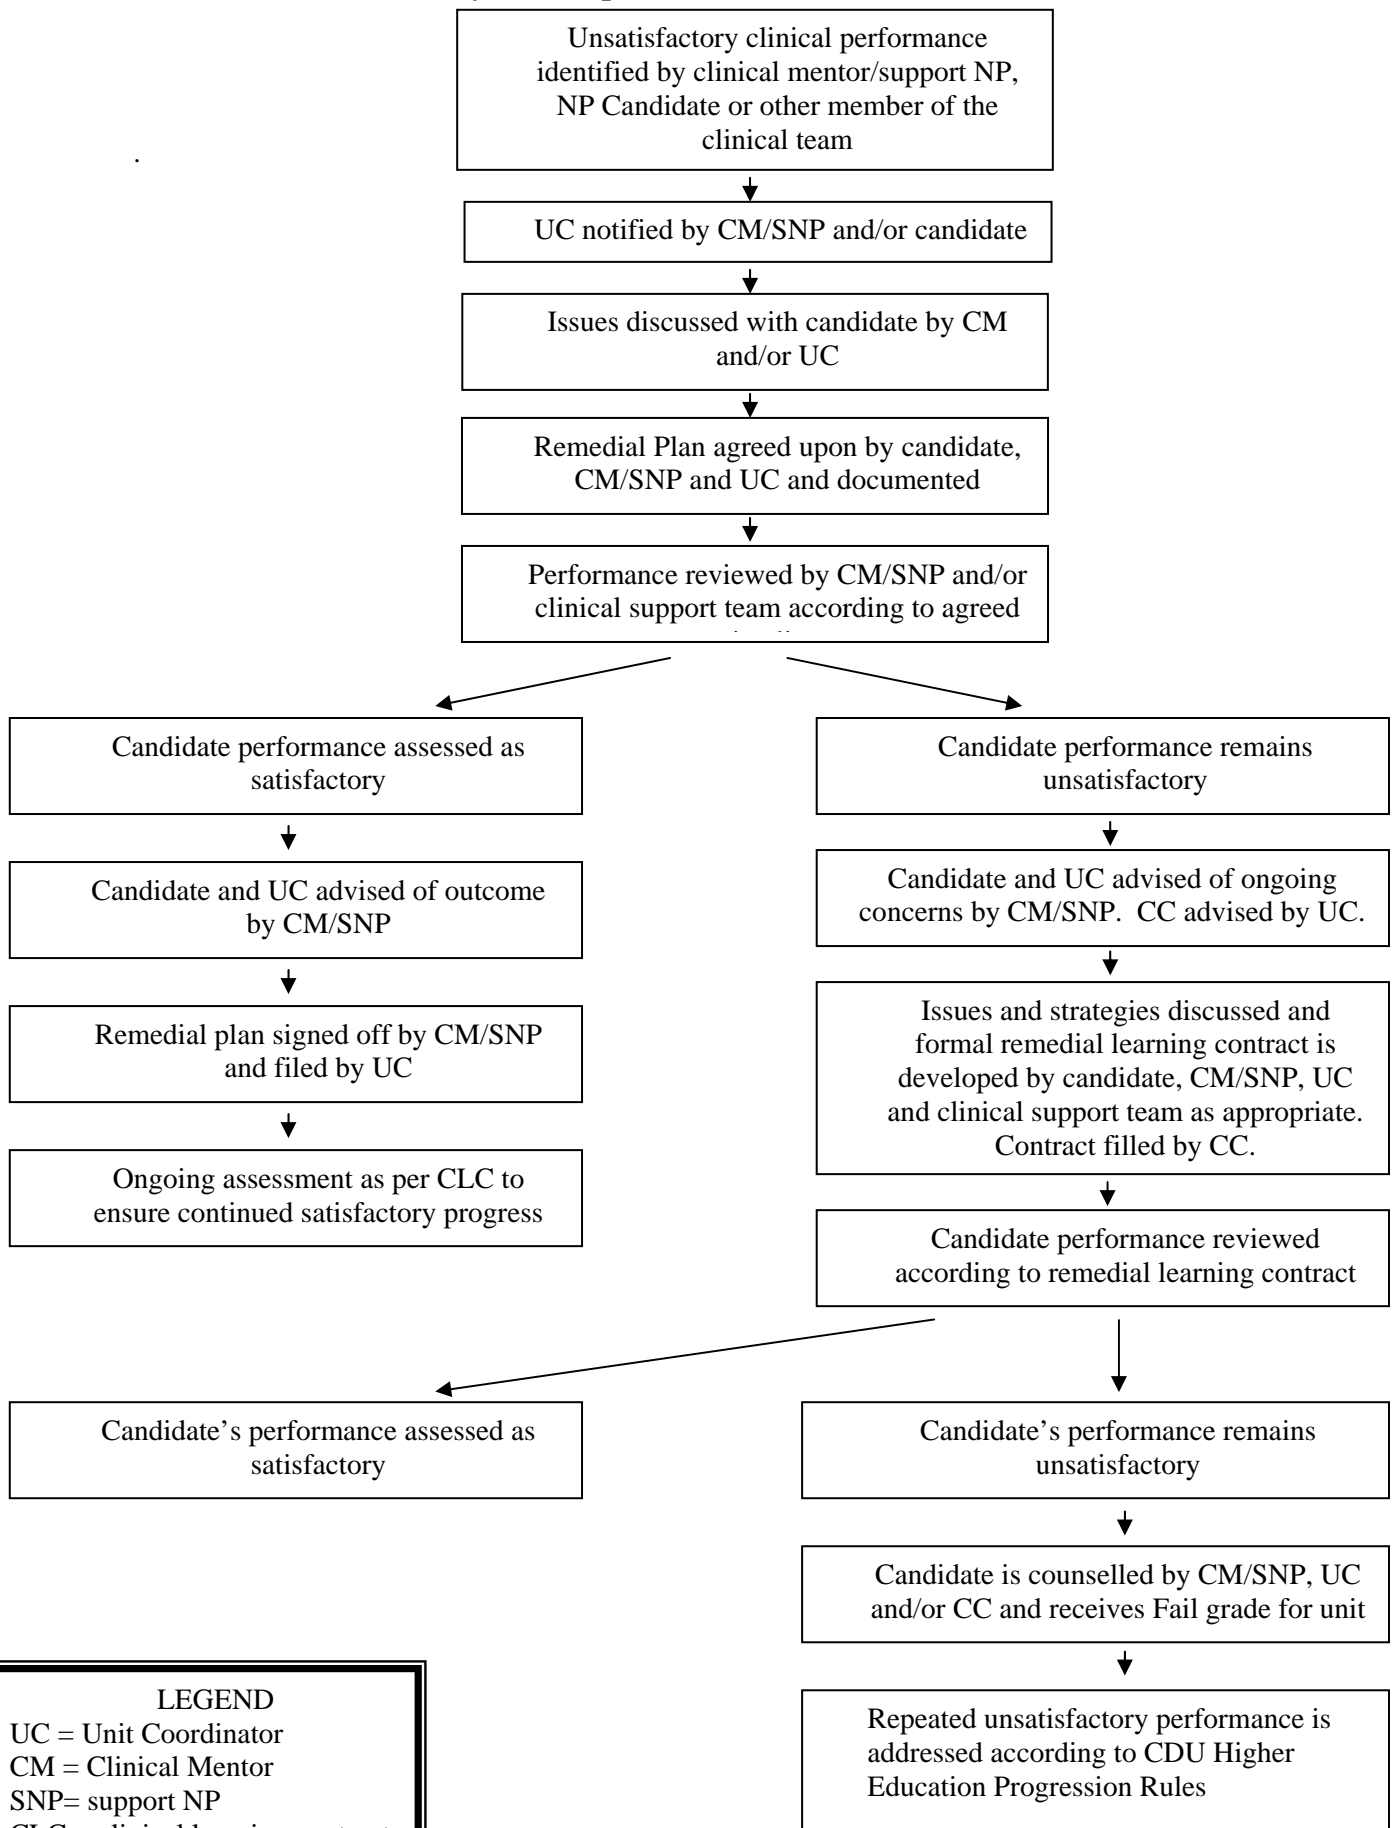 Unsatisfactory clinical performance
identified by clinical mentor/support NP,
NP Candidate or other member of the
clinical team
.
UC notified by CM/SNP and/or candidate
Issues discussed with candidate by CM
and/or UC
Remedial Plan agreed upon by candidate,
CM/SNP and UC and documented
Performance reviewed by CM/SNP and/or
clinical support team according to agreed
Candidate performance assessed as
satisfactory
Candidate performance remains
unsatisfactory
Candidate and UC advised of outcome
by CM/SNP
Candidate and UC advised of ongoing
concerns by CM/SNP.  CC advised by UC.
Remedial plan signed off by CM/SNP
and filed by UC
Issues and strategies discussed and
formal remedial learning contract is
developed by candidate, CM/SNP, UC
and clinical support team as appropriate.
Contract filled by CC.
Ongoing assessment as per CLC to
ensure continued satisfactory progress
Candidate performance reviewed
according to remedial learning contract
Candidate’s performance assessed as
satisfactory
Candidate’s performance remains
unsatisfactory
Candidate is counselled by CM/SNP, UC
and/or CC and receives Fail grade for unit
Repeated unsatisfactory performance is
addressed according to CDU Higher
Education Progression Rules
LEGEND
UC = Unit Coordinator
CM = Clinical Mentor
SNP= support NP